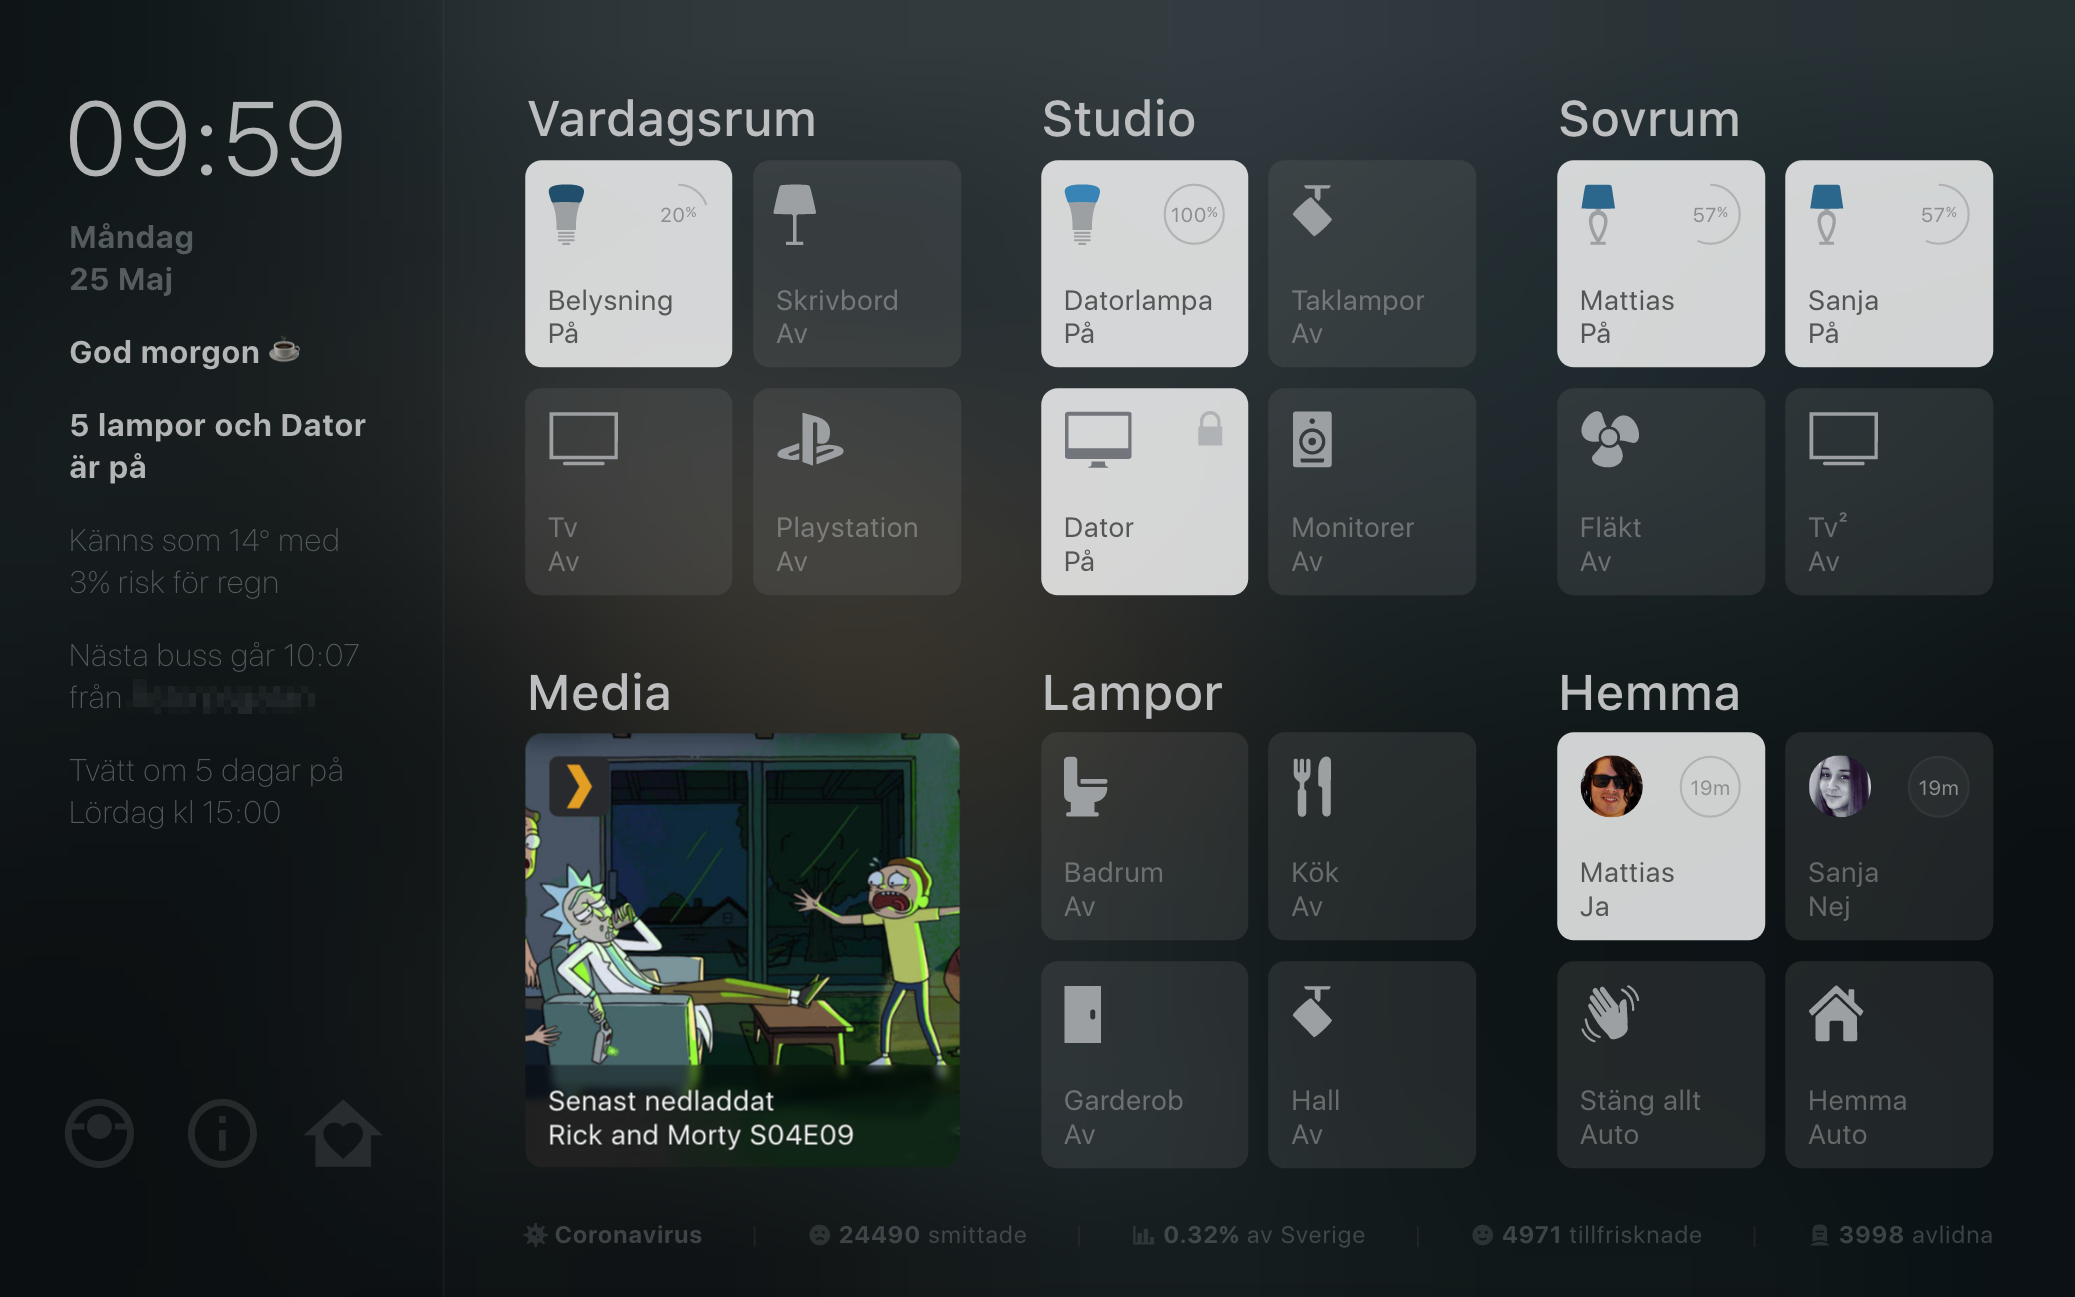 09:59
Måndag
25 Maj
God morgon
5 lampor och Dator
är på
Känns som 14° med
3% risk för regn
Nästa buss går 10:07
från
Tvätt om 5 dagar på
Lördag kl 15:00
Vardagsrum
20%
Belysning
På
Skrivbord
Av
Tv
Av
Playstation
Av
Studio
100%
Datorlampa
På
Taklampor
Av
Dator
På
Monitorer
Av
Sovrum
57%
Mattias
På
57%
Sanja
På
Fläkt
Av
Tv²
Av
Media
Senast nedladdat
Rick and Morty S04E09
Lampor
Badrum
Av
Kök
Av
Garderob
Av
Hall
Av
Hemma
19m
Mattias
Ja
19m
Sanja
Nej
Stäng allt
Auto
Hemma
Auto
Coronavirus | 24490 smittade | 0.32% av Sverige | 4971 tillfrisknade | 3998 avlidna